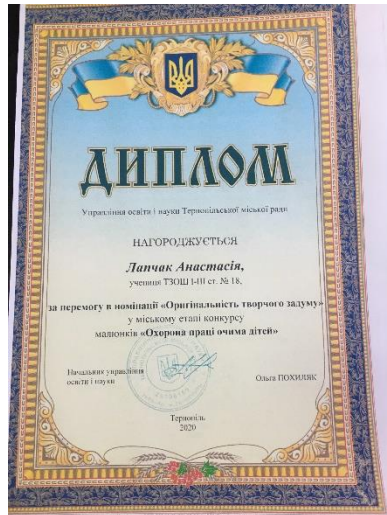 ДИПЛОМ
Управління освіти і науки Тернопільської міської ради
НАГОРОДЖУЄТЬСЯ
Лапчак Анастасія,
учениця ТЗОШ І-ІІІ ст. № 18,
за перемогу в номінації «Оригінальність творчого задуму»
у міському етапі конкурсу
малюнків «Охорона праці очима дітей»
Начальник управління
освіти і науки
Ольга ПОХИЛЯК
Тернопіль
2020